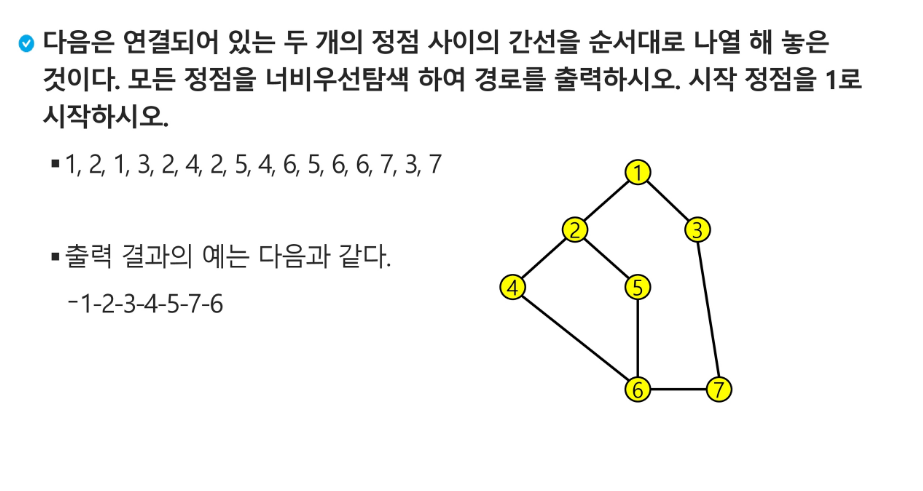 다음은 연결되어 있는 두 개의 정점 사이의 간선을 순서대로 나열 해 놓은
것이다. 모든 정점을 너비우선탐색 하여 경로를 출력하시오. 시작 정점을 1로
시작하시오.
▪1, 2, 1, 3, 2, 4, 2, 5, 4, 6, 5, 6, 6, 7, 3, 7
▪출력 결과의 예는 다음과 같다.
-1-2-3-4-5-7-6
1
2 3
4 5
6 7